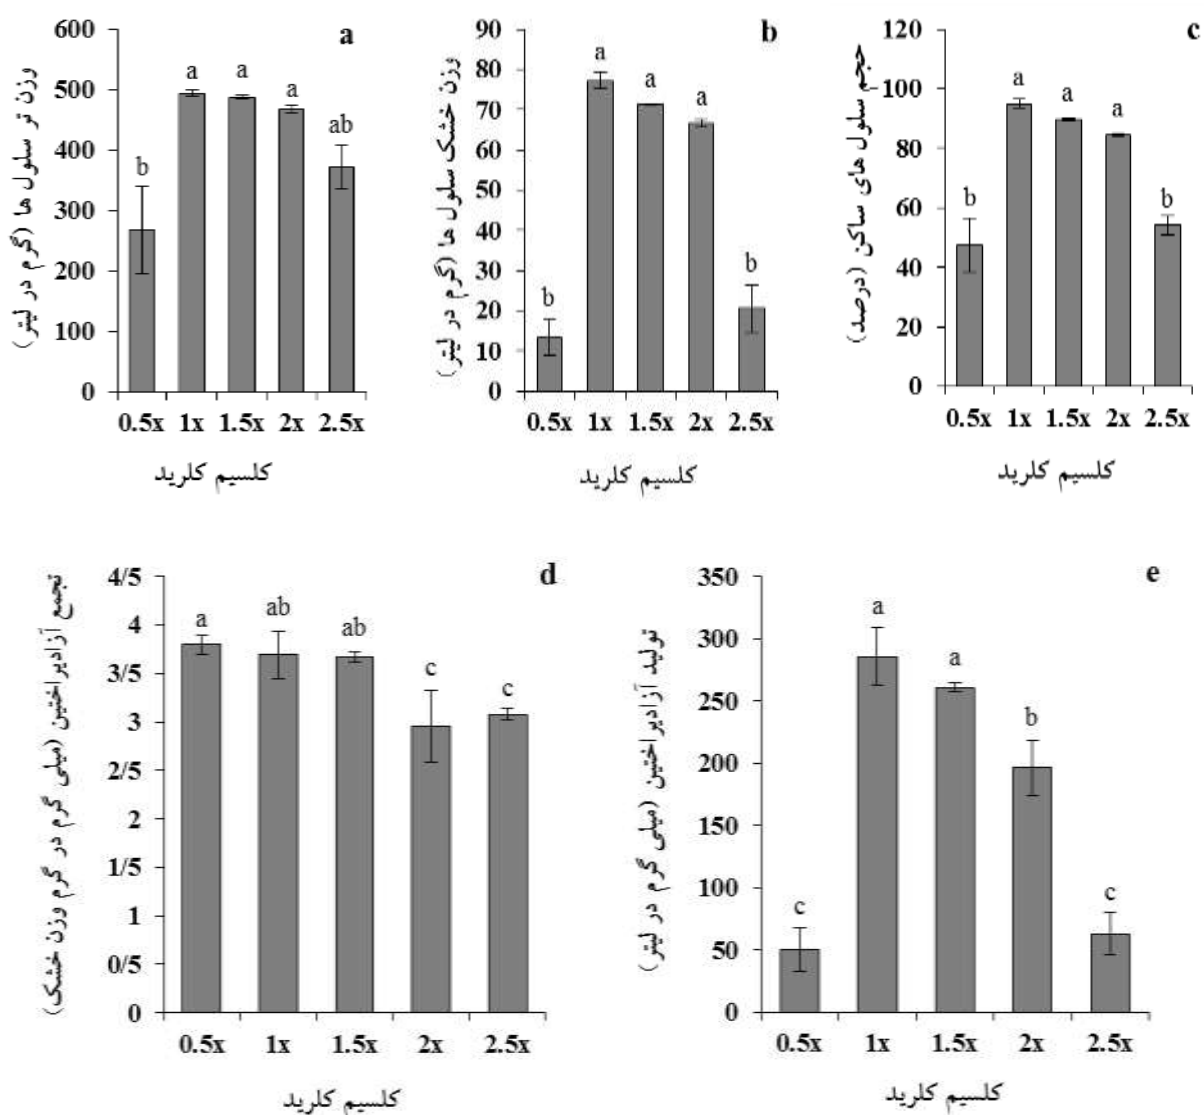 a
وزن تر سلول ها (گرم در لیتر)
600
500
400
300
200
100
0
b
a
a
a
ab
0.5x 1x 1.5x 2x 2.5x
کلسیم کلرید
b
وزن خشک سلول ها (گرم در لیتر)
90
80
70
60
50
40
30
20
10
0
b
a
a
a
b
0.5x 1x 1.5x 2x 2.5x
کلسیم کلرید
c
حجم سلول های ساکن (درصد)
120
100
80
60
40
20
0
b
a
a
a
b
0.5x 1x 1.5x 2x 2.5x
کلسیم کلرید
d
تجمع آزادیراختین (میلی گرم در گرم وزن خشک)
4/5
4
3/5
3
2/5
2
1/5
1
0/5
0
a
ab
ab
c
c
0.5x 1x 1.5x 2x 2.5x
کلسیم کلرید
e
تولید آزادیراختین (میلی گرم در لیتر)
350
300
250
200
150
100
50
0
c
a
a
b
c
0.5x 1x 1.5x 2x 2.5x
کلسیم کلرید